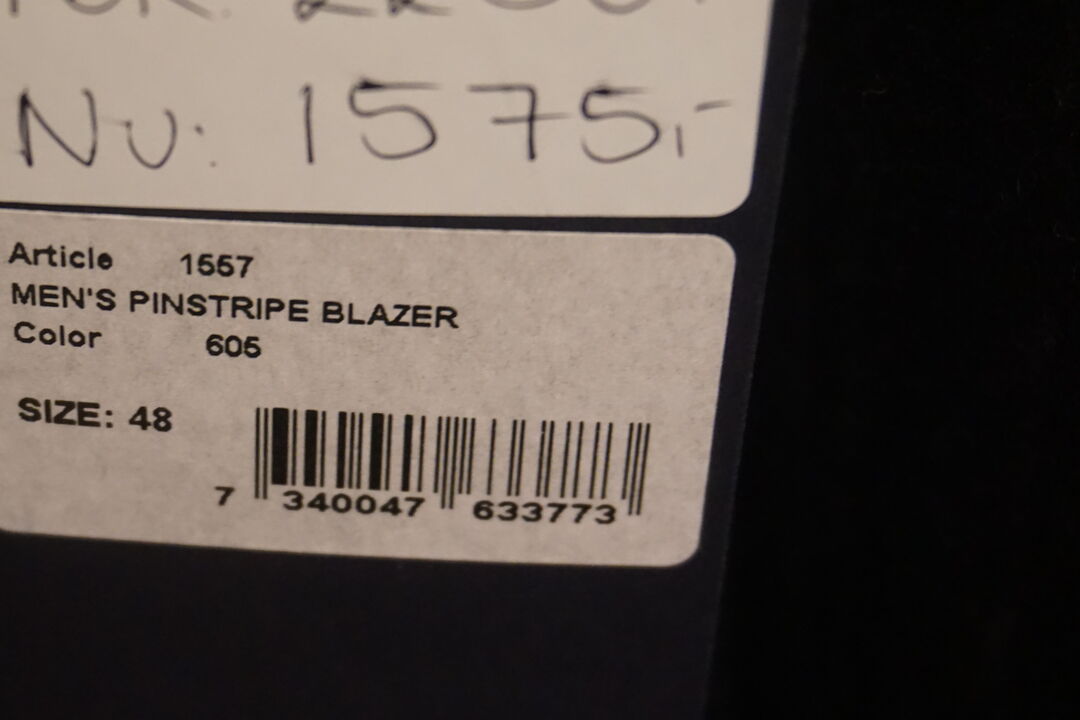 Nu: 1575,-
Article 1557
MEN'S PINSTRIPE BLAZER
Color 605
SIZE: 48
7 340047 633773